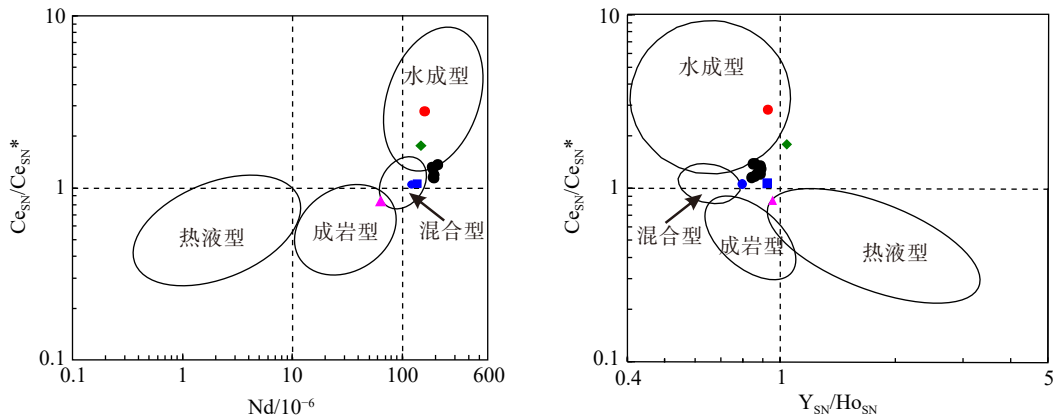 10
1
0.1
Ce_SN/Ce_SN*
水成型
热液型
成岩型
混合型
0.1
1
10
100
600
Nd/10⁻⁶
10
1
0.1
Ce_SN/Ce_SN*
水成型
混合型
成岩型
热液型
0.4
1
5
Y_SN/Ho_SN